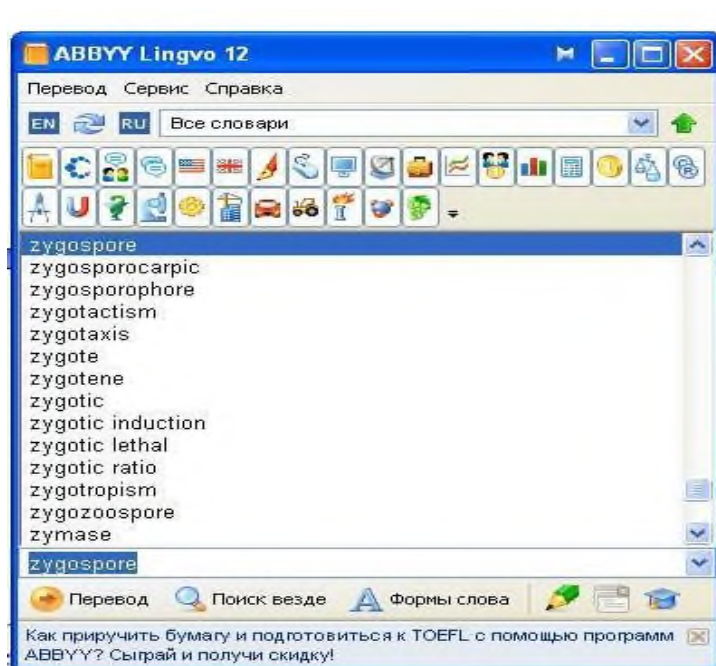 ABBYY Lingvo 12
Перевод Сервис Справка
EN RU Все словари
zygospore
zygosporocarpic
zygosporophore
zygotactism
zygotaxis
zygote
zygotene
zygotic
zygotic induction
zygotic lethal
zygotic ratio
zygotropism
zygozoospore
zymase
zygospore
Перевод Поиск везде Формы слова
Как приручить бумагу и подготовиться к TOEFL с помощью программ
ABBYY? Сыграй и получи скидку!